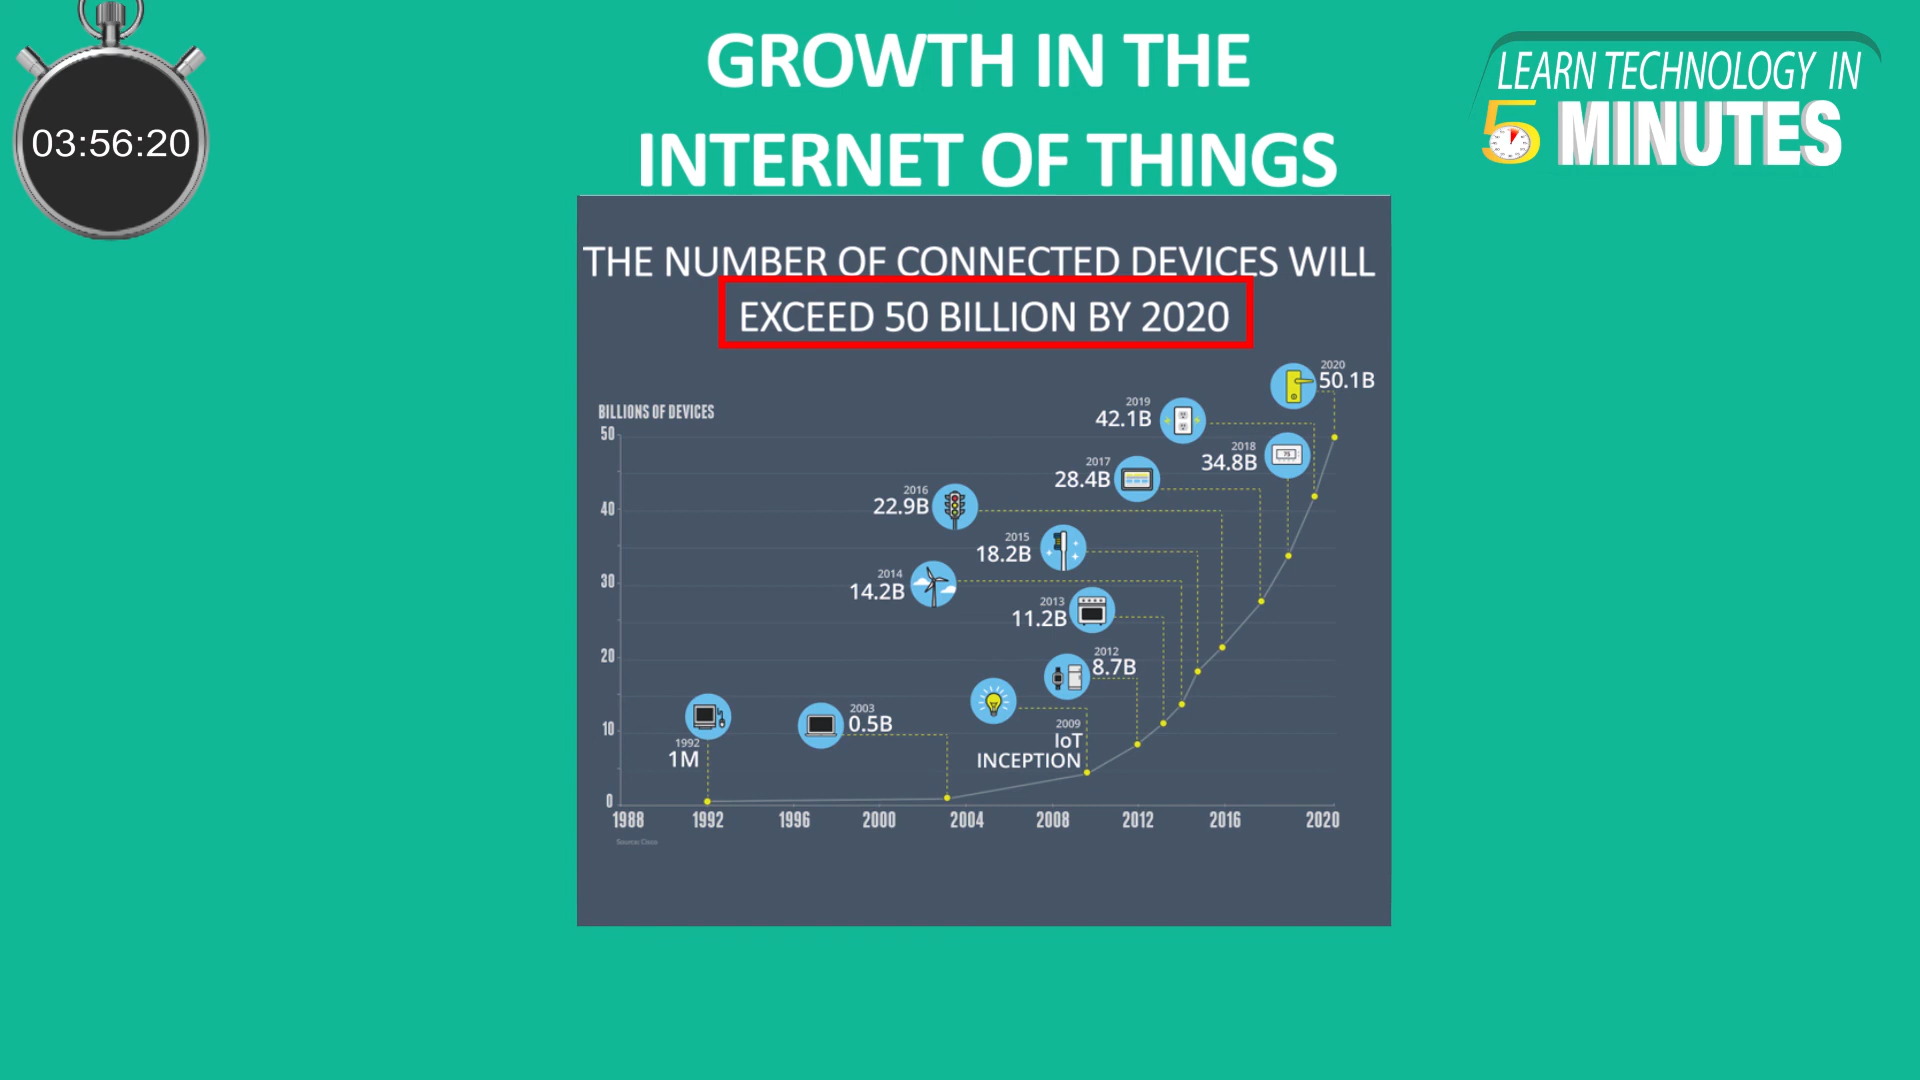 03:56:20
GROWTH IN THE
INTERNET OF THINGS
LEARN TECHNOLOGY IN
5 MINUTES
THE NUMBER OF CONNECTED DEVICES WILL
EXCEED 50 BILLION BY 2020
BILLIONS OF DEVICES
50
40
30
20
10
0
2020
50.1B
2019
42.1B
2018
34.8B
2017
28.4B
2016
22.9B
2015
18.2B
2014
14.2B
2013
11.2B
2012
8.7B
2009
IoT
INCEPTION
2003
0.5B
1992
1M
1988 1992 1996 2000 2004 2008 2012 2016 2020
Source: Cisco